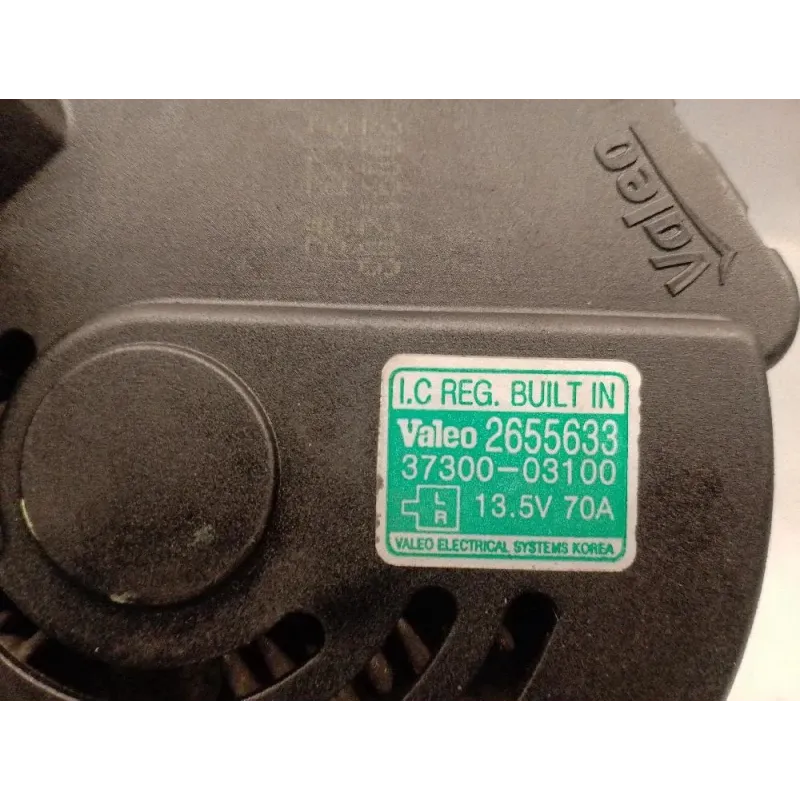 Valeo
I.C REG. BUILT IN
Valeo 2655633
37300-03100
L
R 13.5V 70A
VALEO ELECTRICAL SYSTEMS KOREA